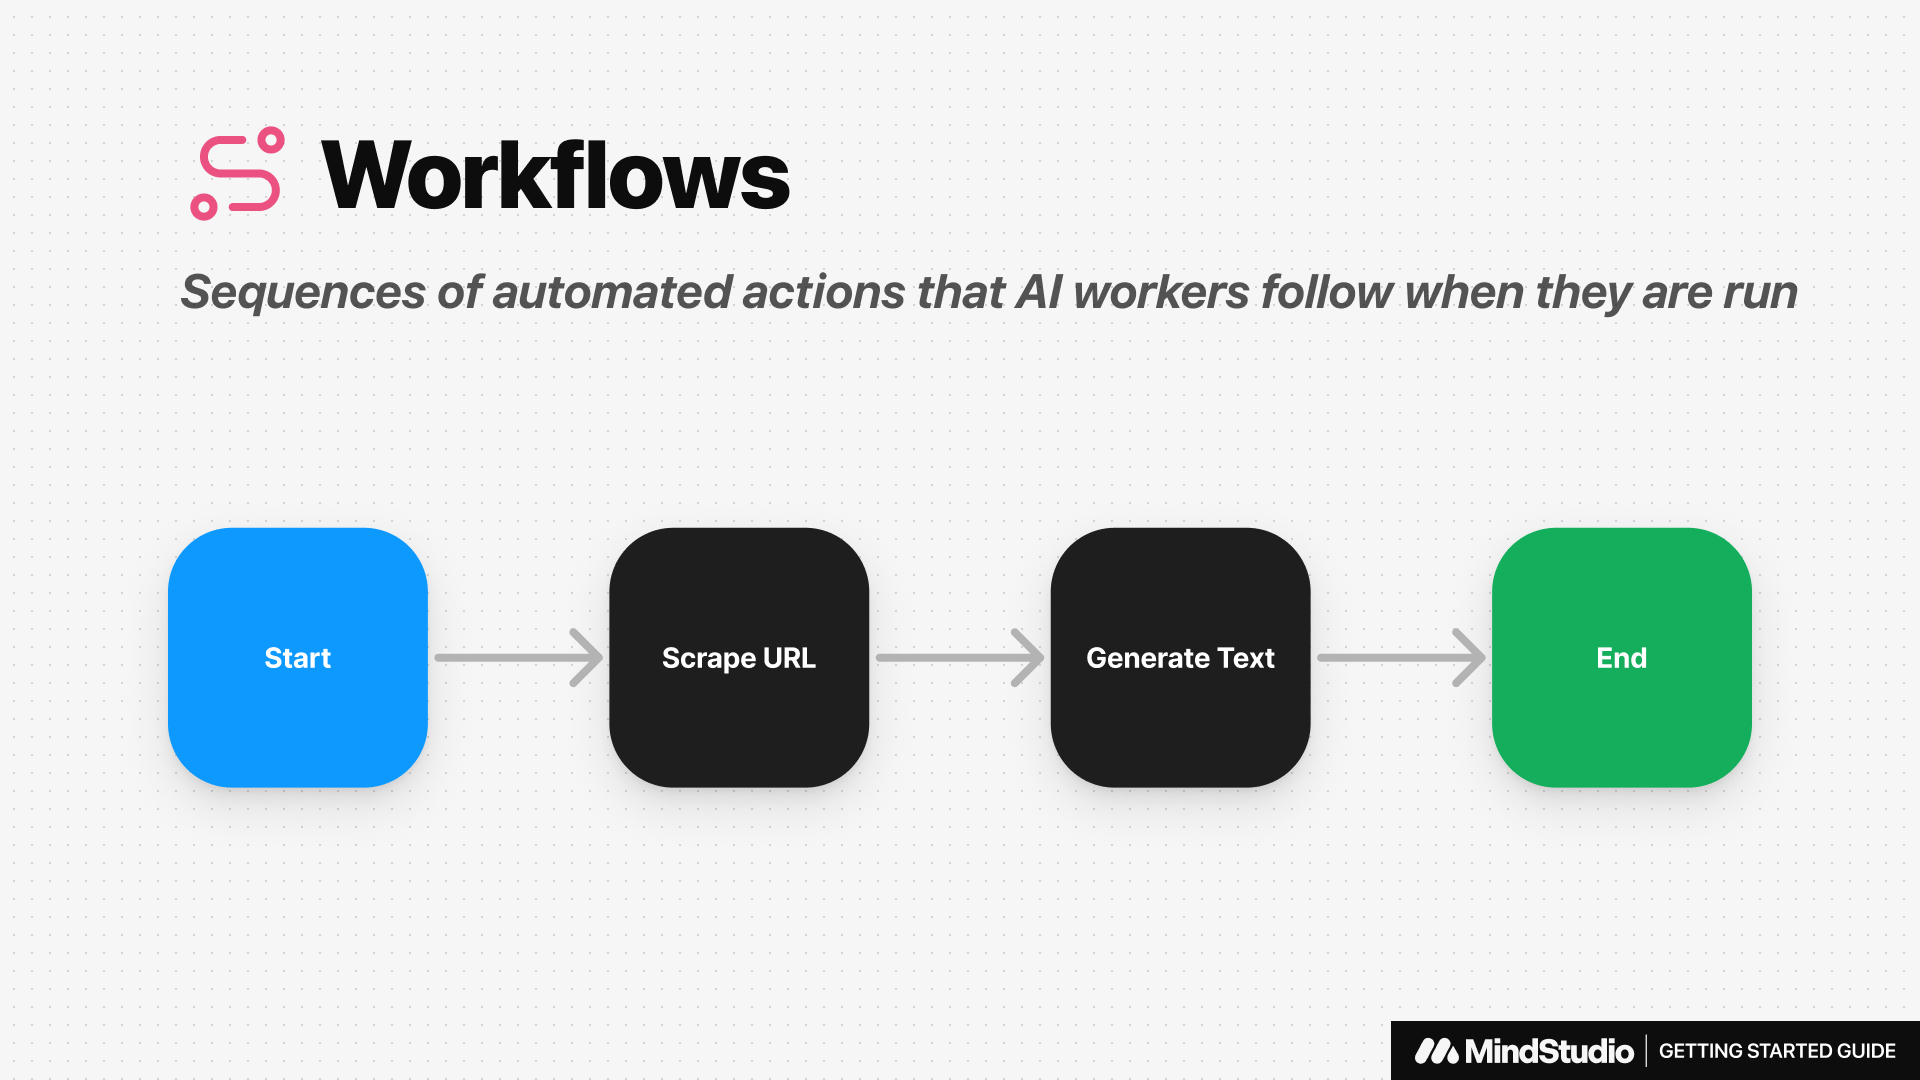 Workflows
Sequences of automated actions that AI workers follow when they are run
Start
Scrape URL
Generate Text
End
MindStudio | GETTING STARTED GUIDE